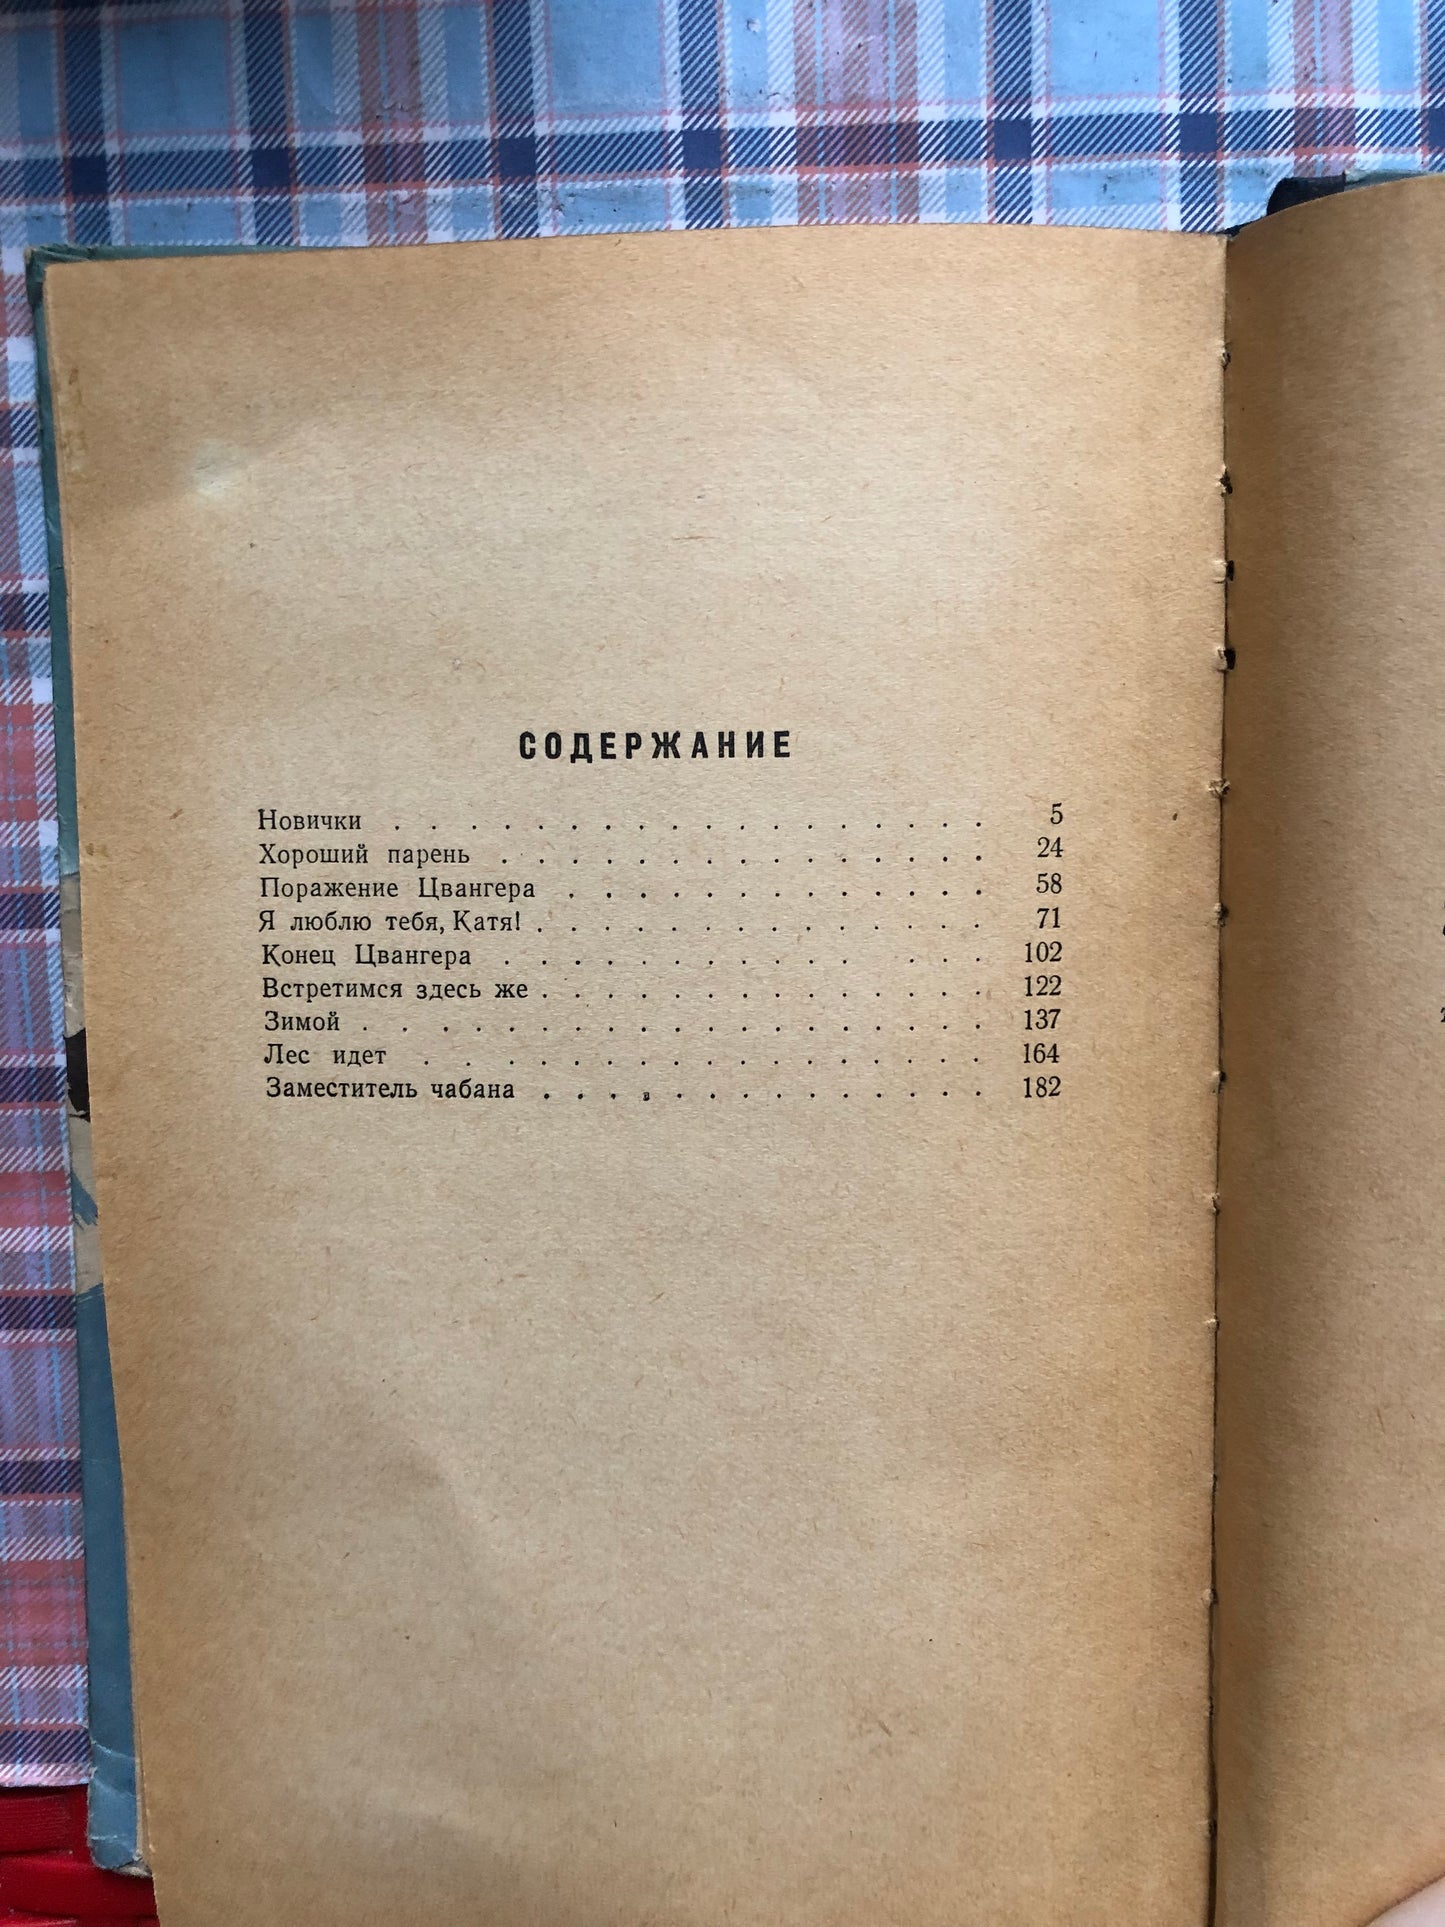 СОДЕРЖАНИЕ
Новички . . . . . . . . . . . . . . . . . . 5
Хороший парень . . . . . . . . . . . . . . . 24
Поражение Цвангера . . . . . . . . . . . . . 58
Я люблю тебя, Катя! . . . . . . . . . . . . . . 71
Конец Цвангера . . . . . . . . . . . . . . 102
Встретимся здесь же . . . . . . . . . . . . . . 122
Зимой . . . . . . . . . . . . . . . . . . . 137
Лес идет . . . . . . . . . . . . . . . . 164
Заместитель чабана . . . . . . . . . . . . . . 182